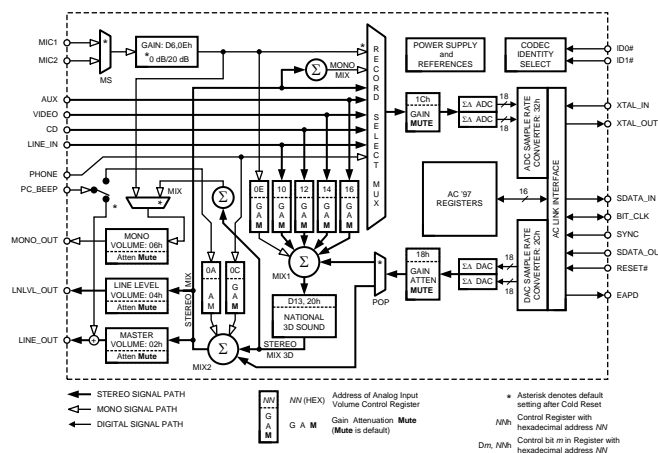 MIC1
MIC2
MS
GAIN: D6,0Eh
* 0 dB/20 dB
*
AUX
VIDEO
CD
LINE_IN
PHONE
PC_BEEP
*
MIX
*
Σ
Σ
MONO
MIX
*
RECORD SELECT MUX
POWER SUPPLY
and
REFERENCES
CODEC
IDENTITY
SELECT
ID0#
ID1#
1Ch
GAIN
MUTE
18
ΣΔ ADC
ΣΔ ADC
18
ADC SAMPLE RATE
CONVERTER: 32h
AC LINK INTERFACE
XTAL_IN
XTAL_OUT
0E
G
A
M
10
G
A
M
12
G
A
M
14
G
A
M
16
G
A
M
AC '97
REGISTERS
16
SDATA_IN
BIT_CLK
SYNC
SDATA_OU
RESET#
EAPD
MONO_OUT
MONO
VOLUME: 06h
Atten Mute
LNLVL_OUT
LINE LEVEL
VOLUME: 04h
Atten Mute
LINE_OUT
+
MASTER
VOLUME: 02h
Atten Mute
STEREO MIX
0A
A
M
0C
G
A
M
Σ
MIX1
D13, 20h
NATIONAL
3D SOUND
STEREO
MIX 3D
Σ
MIX2
*
POP
18h
GAIN
ATTEN
MUTE
18
ΣΔ DAC
ΣΔ DAC
18
DAC SAMPLE RATE
CONVERTER: 2Ch
STEREO SIGNAL PATH
MONO SIGNAL PATH
DIGITAL SIGNAL PATH
NN
G
A
M
NN (HEX)
Address of Analog Input
Volume Control Register
G A M
Gain Attenuation Mute
(Mute is default)
*
Asterisk denotes default
setting after Cold Reset
NNh
Control Register with
hexadecimal address NN
Dm, NNh
Control bit m in Register with
hexadecimal address NN